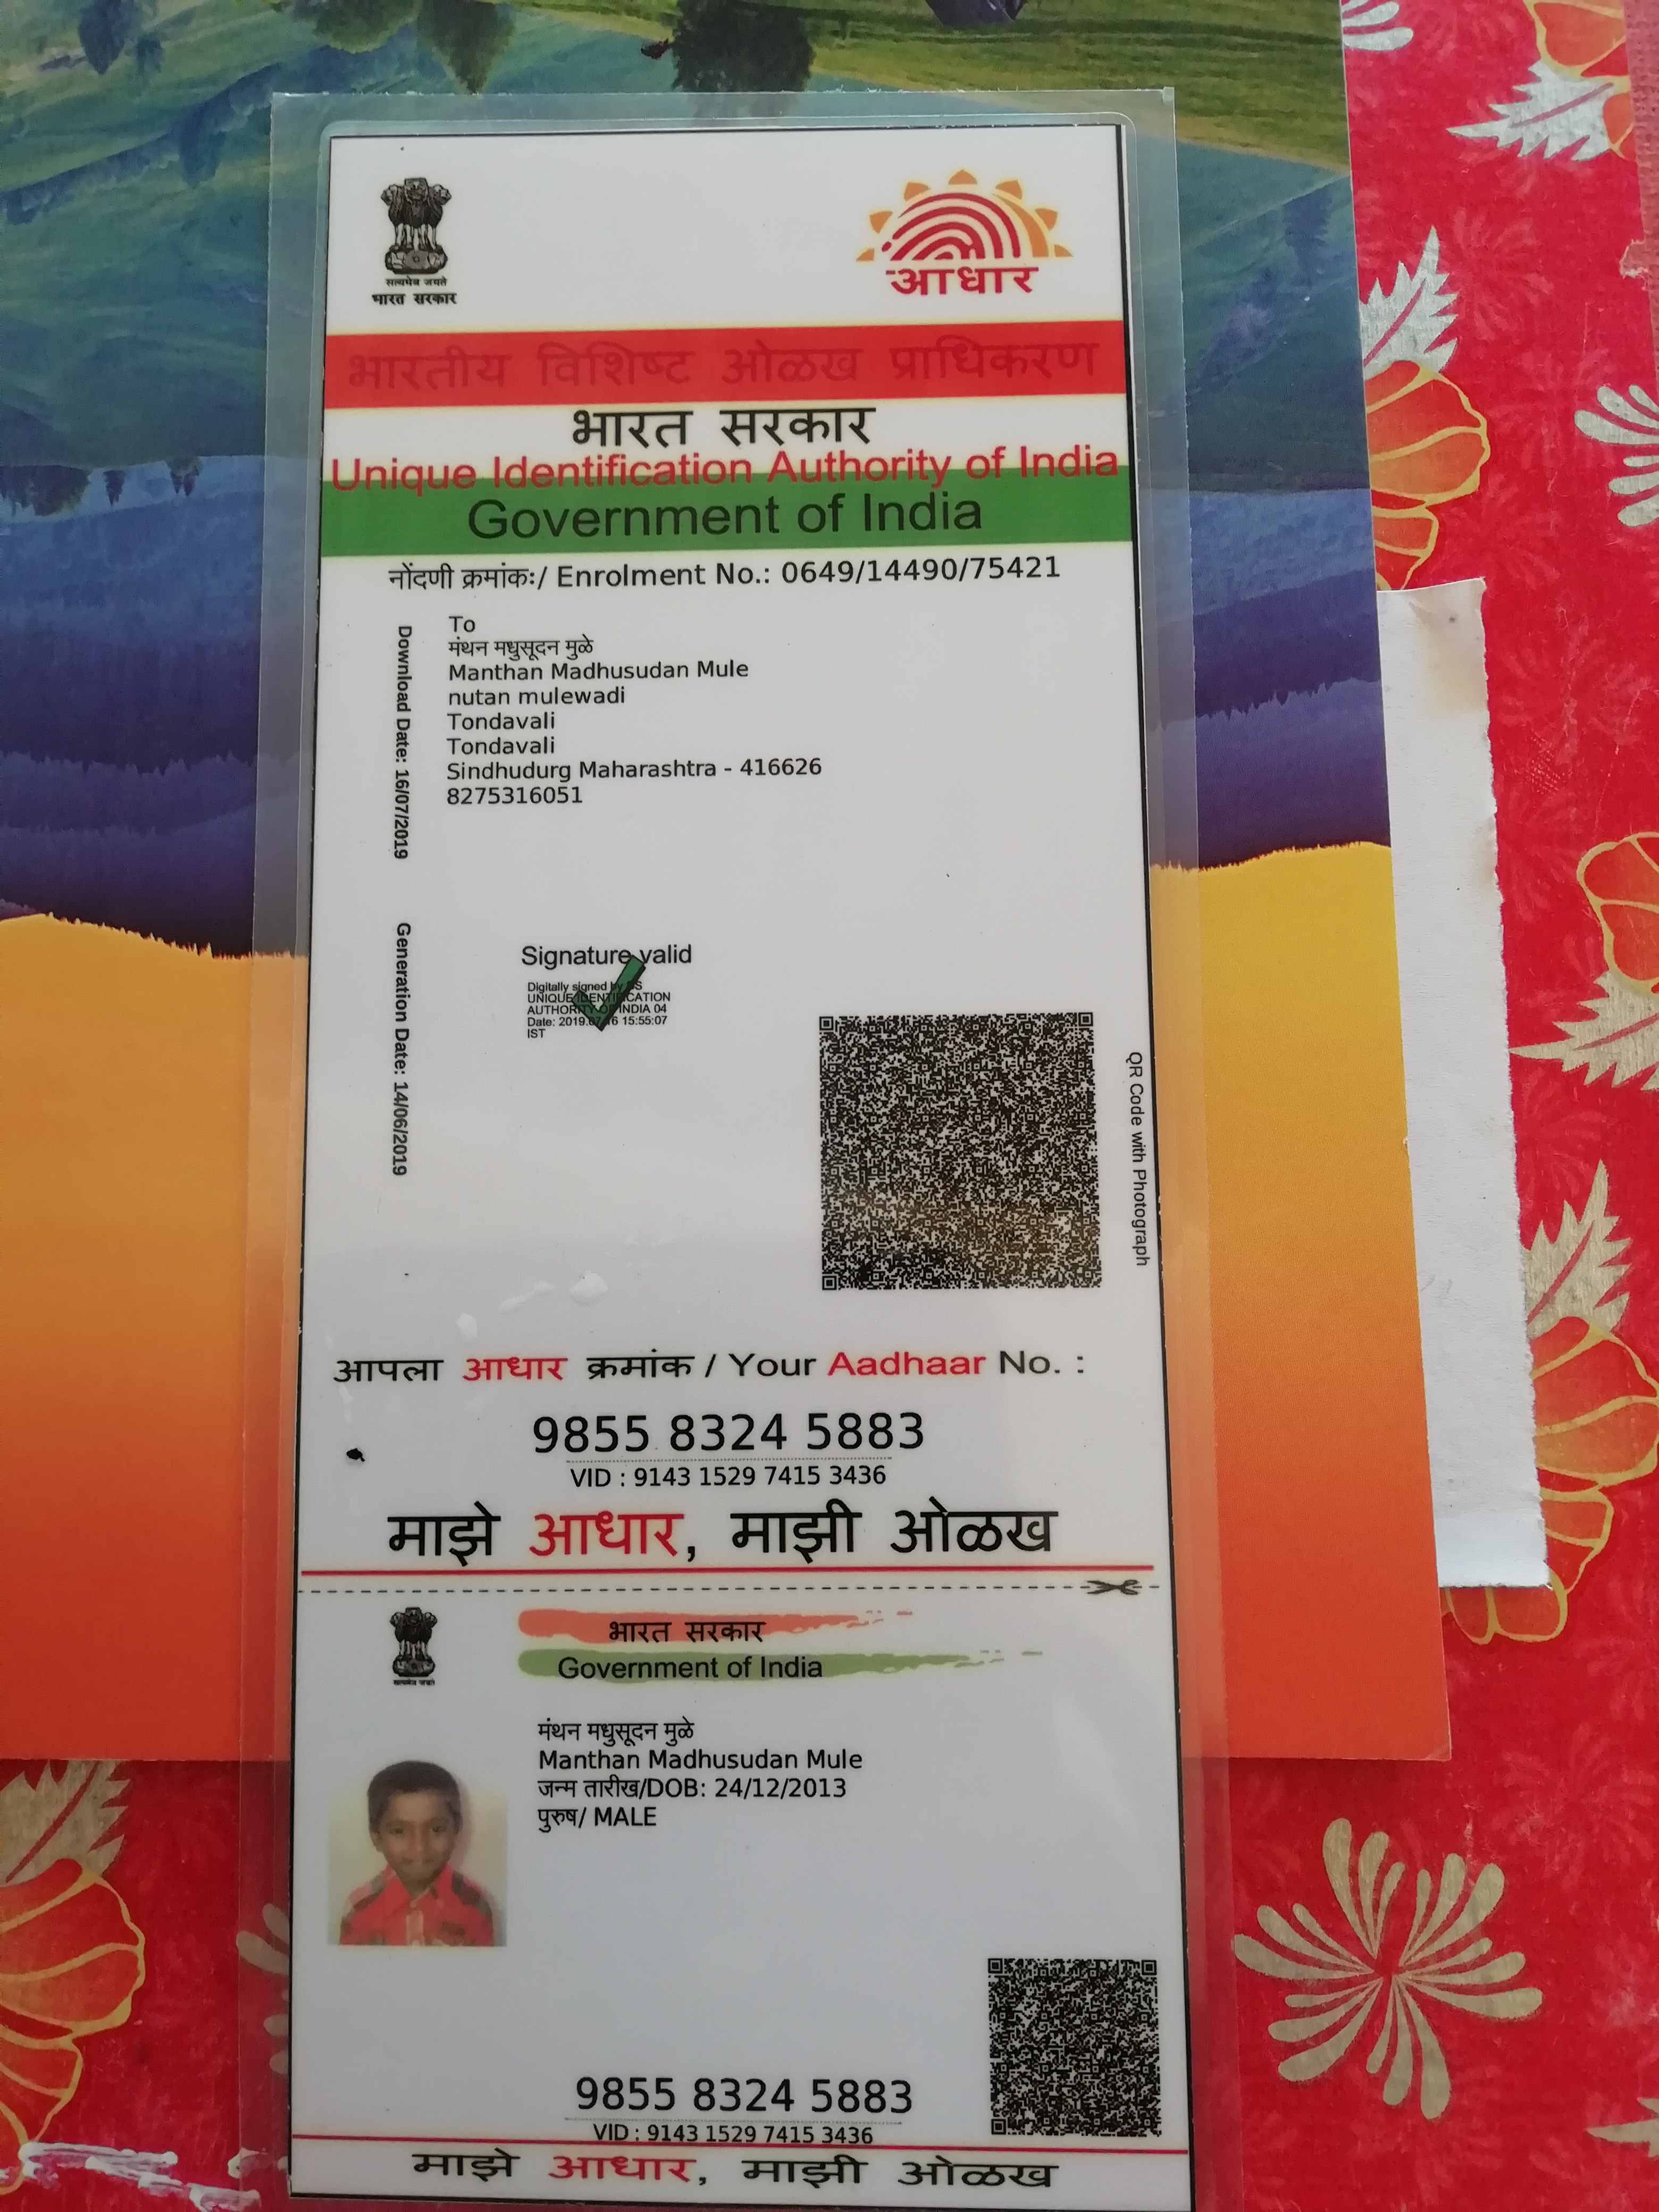 सत्यमेव जयते
भारत सरकार
आधार
भारतीय विशिष्ट ओळख प्राधिकरण
भारत सरकार
Unique Identification Authority of India
Government of India
नोंदणी क्रमांक:/ Enrolment No.: 0649/14490/75421
Download Date: 16/07/2019
To
मंथन मधुसूदन मुळे
Manthan Madhusudan Mule
nutan mulewadi
Tondavali
Tondavali
Sindhudurg Maharashtra - 416626
8275316051
Generation Date: 14/06/2019
Signature valid
Digitally signed by DS
UNIQUE IDENTIFICATION
AUTHORITY OF INDIA 04
Date: 2019.07.16 15:55:07
IST
QR Code with Photograph
आपला आधार क्रमांक / Your Aadhaar No. :
9855 8324 5883
VID : 9143 1529 7415 3436
माझे आधार, माझी ओळख
सत्यमेव जयते
भारत सरकार
Government of India
मंथन मधुसूदन मुळे
Manthan Madhusudan Mule
जन्म तारीख/DOB: 24/12/2013
पुरुष/ MALE
9855 8324 5883
VID : 9143 1529 7415 3436
माझे आधार, माझी ओळख